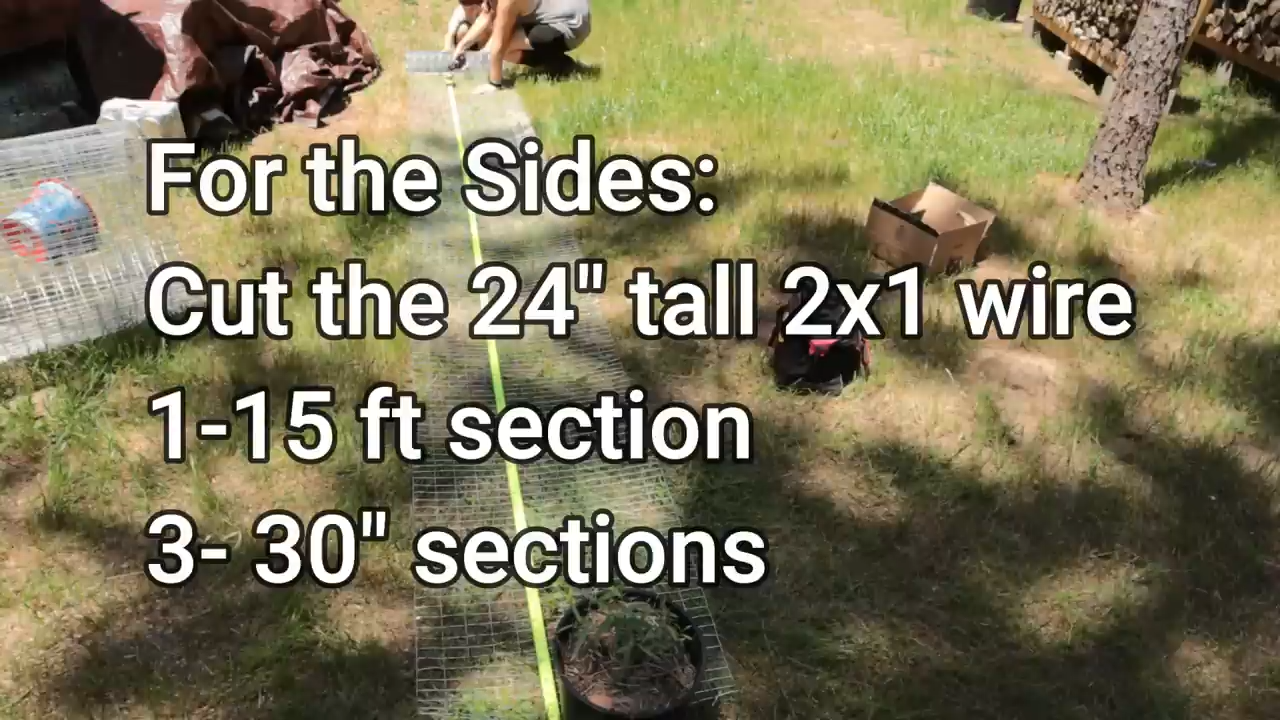 For the Sides:
Cut the 24" tall 2x1 wire
1-15 ft section
3- 30" sections